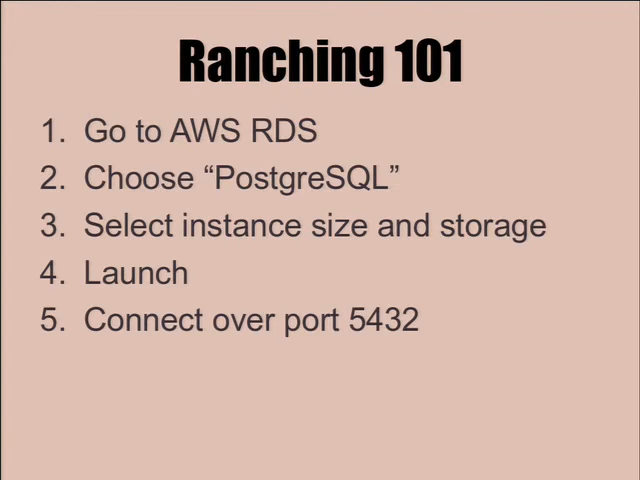 Ranching 101
1. Go to AWS RDS
2. Choose “PostgreSQL”
3. Select instance size and storage
4. Launch
5. Connect over port 5432